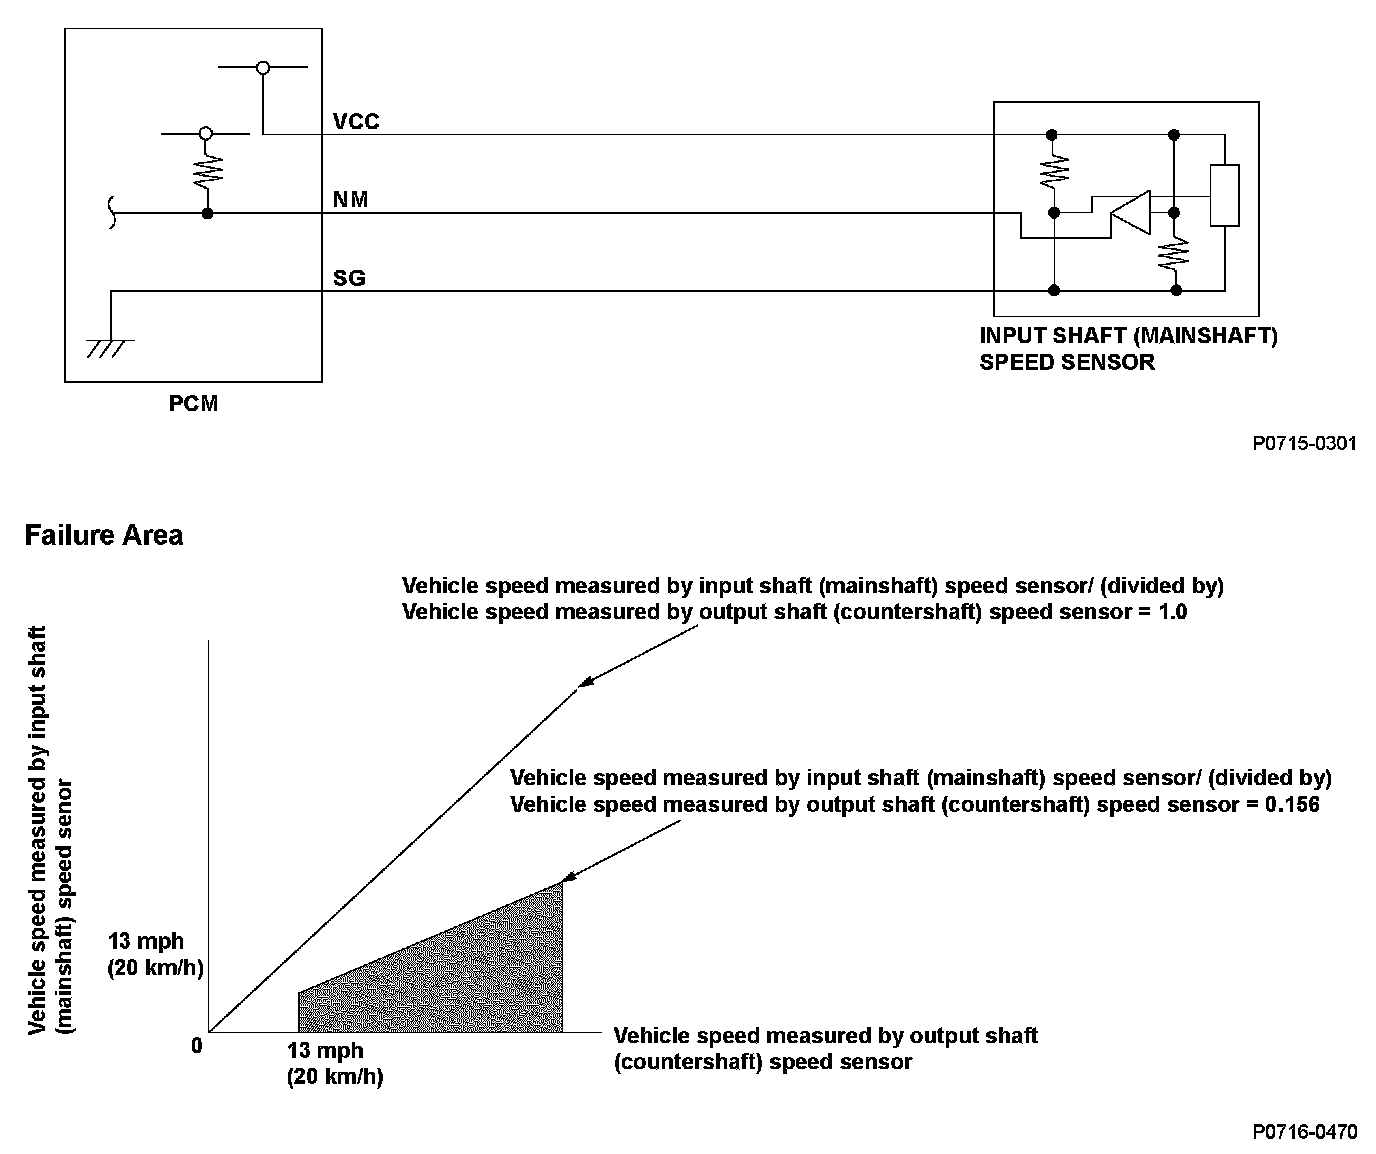 VCC
NM
SG
PCM
INPUT SHAFT (MAINSHAFT)
SPEED SENSOR
P0715-0301
Failure Area
Vehicle speed measured by input shaft (mainshaft) speed sensor/ (divided by)
Vehicle speed measured by output shaft (countershaft) speed sensor = 1.0
Vehicle speed measured by input shaft
(mainshaft) speed senor
Vehicle speed measured by input shaft (mainshaft) speed sensor/ (divided by)
Vehicle speed measured by output shaft (countershaft) speed sensor = 0.156
13 mph
(20 km/h)
0
13 mph
(20 km/h)
Vehicle speed measured by output shaft
(countershaft) speed sensor
P0716-0470